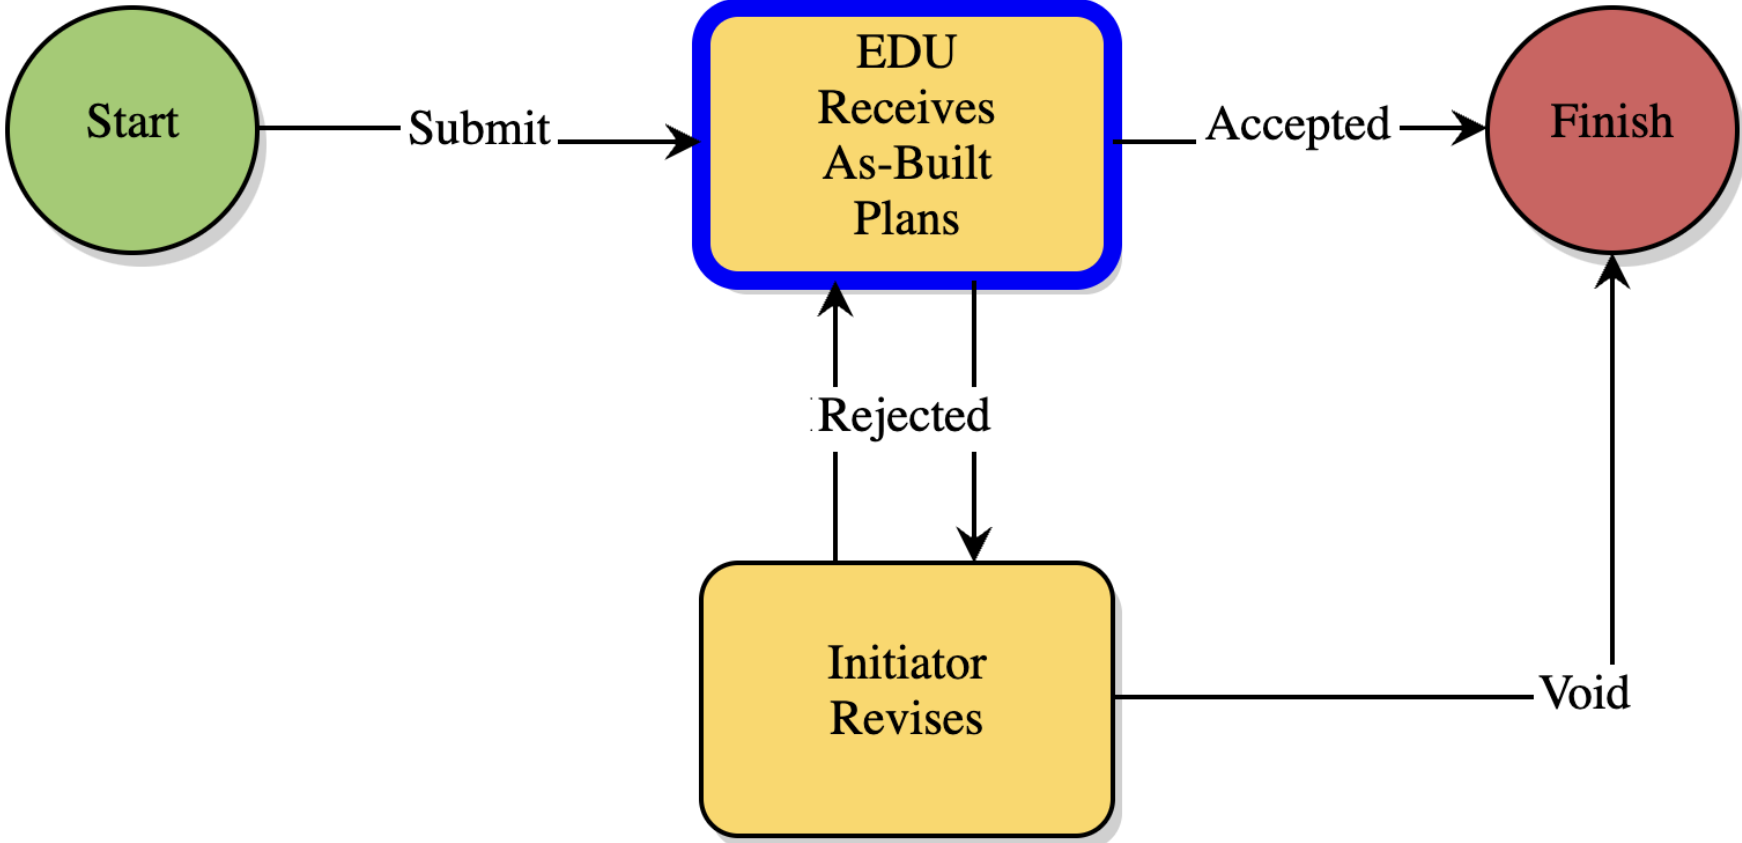 Start
Submit
EDU
Receives
As-Built
Plans
Accepted
Finish
Rejected
Initiator
Revises
Void